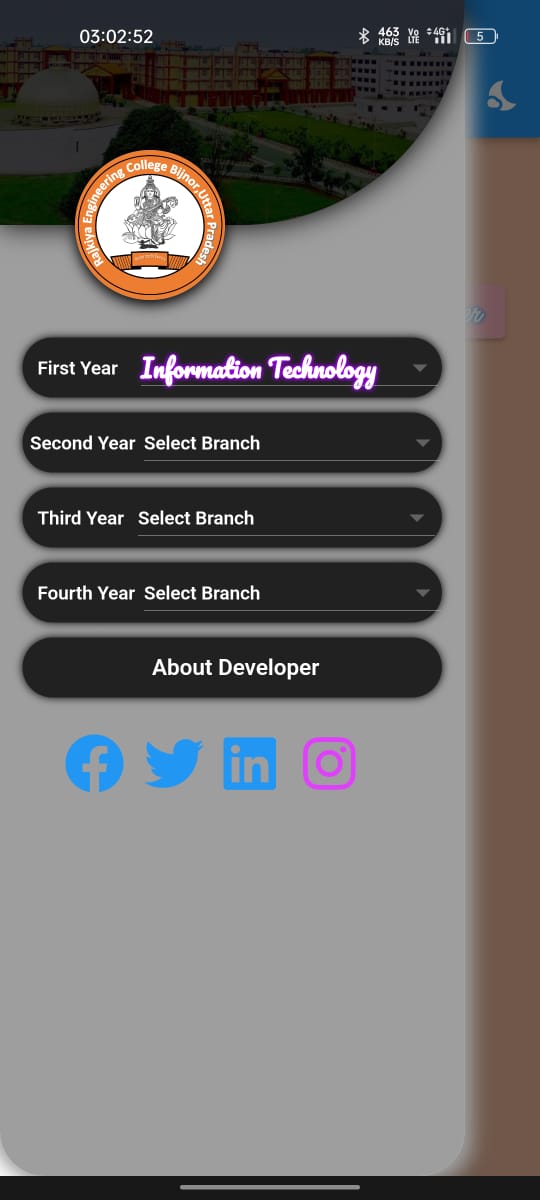 03:02:52
463 KB/S Vo LTE 4G 5
Rajkiya Engineering College Bijnor, Uttar Pradesh
First Year Information Technology
Second Year Select Branch
Third Year Select Branch
Fourth Year Select Branch
About Developer